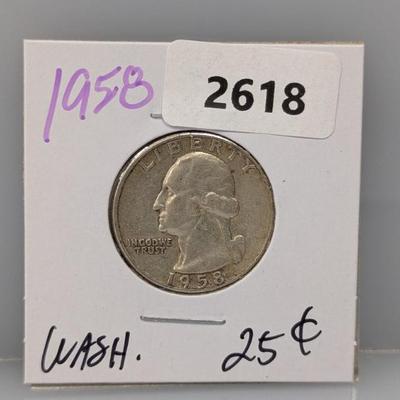 1958
2618
LIBERTY
IN GOD WE
TRUST
1958
WASH. 25¢